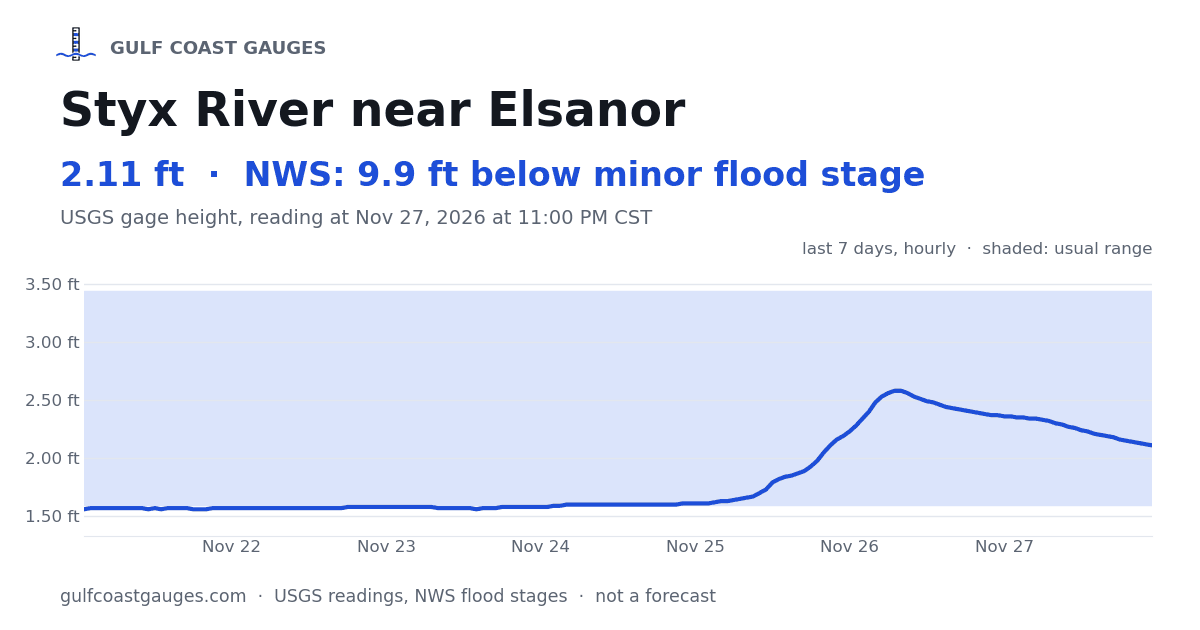 GULF COAST GAUGES
Styx River near Elsanor
2.11 ft · NWS: 9.9 ft below minor flood stage
USGS gage height, reading at Nov 27, 2026 at 11:00 PM CST
last 7 days, hourly · shaded: usual range
3.50 ft
3.00 ft
2.50 ft
2.00 ft
1.50 ft
Nov 22 Nov 23 Nov 24 Nov 25 Nov 26 Nov 27
gulfcoastgauges.com · USGS readings, NWS flood stages · not a forecast